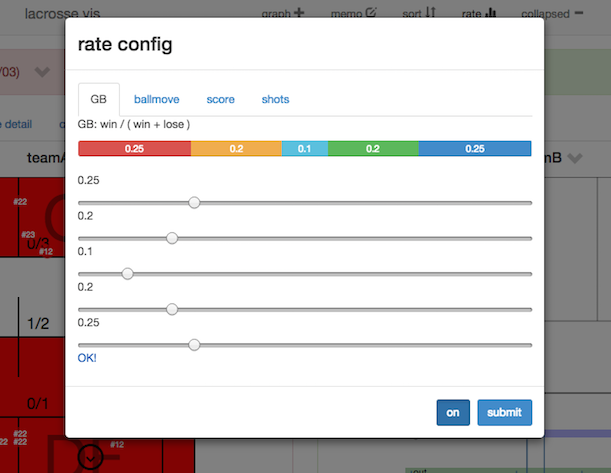 lacrosse vis graph memo sort rate collapsed
rate config
/03)
GB ballmove score shots
GB: win / ( win + lose )
detail
0.25 0.2 0.1 0.2 0.25
teamA
mB
0.25
#22
0.2
#23
0/3
#12
0.1
0.2
1/2
0.25
OK!
0/1
on submit
#22
#22 #22
#12